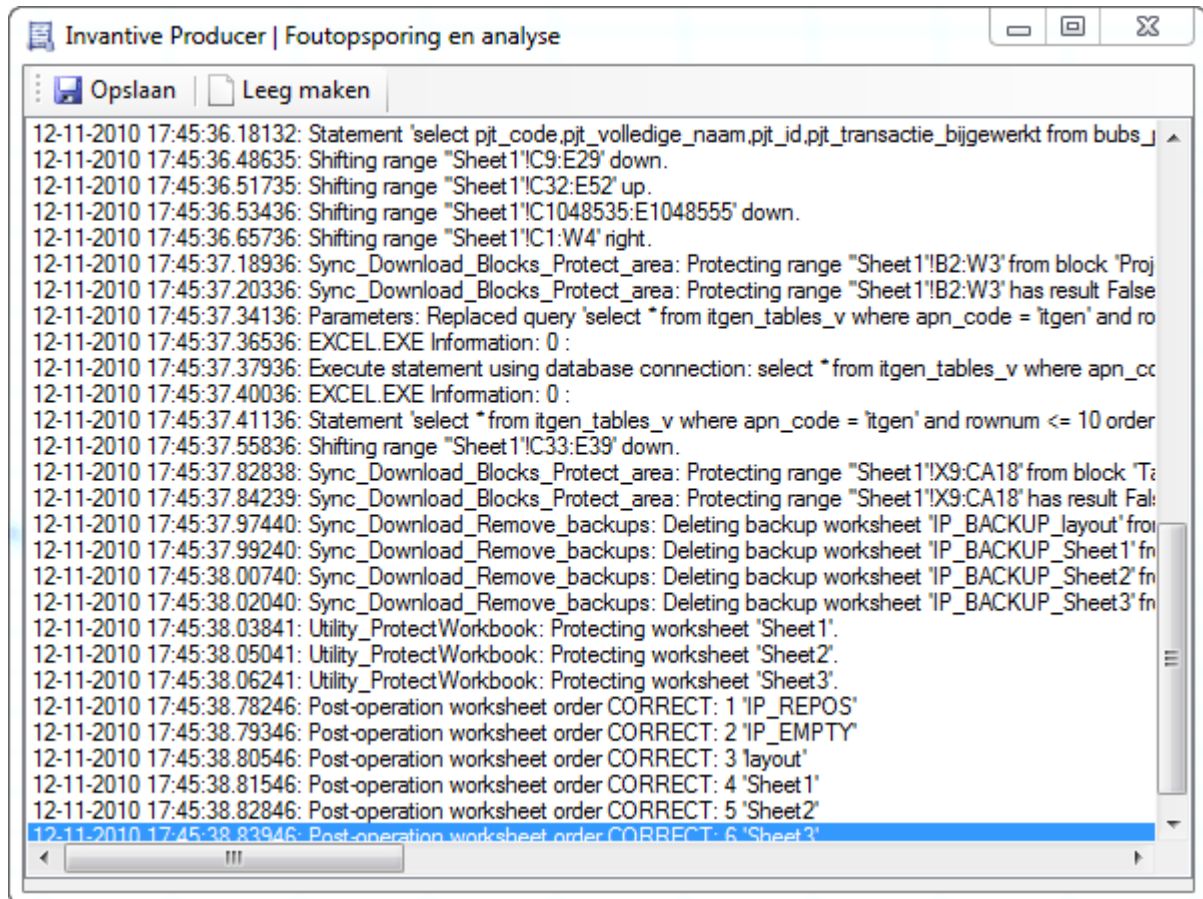 Invantive Producer | Foutopsporing en analyse
Opslaan Leeg maken
12-11-2010 17:45:36.18132: Statement 'select pjt_code,pjt_volledige_naam,pjt_id,pjt_transactie_bijgewerkt from bubs_
12-11-2010 17:45:36.48635: Shifting range ''Sheet1'!C9:E29' down.
12-11-2010 17:45:36.51735: Shifting range ''Sheet1'!C32:E52' up.
12-11-2010 17:45:36.53436: Shifting range ''Sheet1'!C1048535:E1048555' down.
12-11-2010 17:45:36.65736: Shifting range ''Sheet1'!C1:W4' right.
12-11-2010 17:45:37.18936: Sync_Download_Blocks_Protect_area: Protecting range ''Sheet1'!B2:W3' from block 'Proj
12-11-2010 17:45:37.20336: Sync_Download_Blocks_Protect_area: Protecting range ''Sheet1'!B2:W3' has result False
12-11-2010 17:45:37.34136: Parameters: Replaced query 'select * from itgen_tables_v where apn_code = 'itgen' and ro
12-11-2010 17:45:37.36536: EXCEL.EXE Information: 0 :
12-11-2010 17:45:37.37936: Execute statement using database connection: select * from itgen_tables_v where apn_cc
12-11-2010 17:45:37.40036: EXCEL.EXE Information: 0 :
12-11-2010 17:45:37.41136: Statement 'select * from itgen_tables_v where apn_code = 'itgen' and rownum <= 10 order
12-11-2010 17:45:37.55836: Shifting range ''Sheet1'!C33:E39' down.
12-11-2010 17:45:37.82838: Sync_Download_Blocks_Protect_area: Protecting range ''Sheet1'!X9:CA18' from block 'Ta
12-11-2010 17:45:37.84239: Sync_Download_Blocks_Protect_area: Protecting range ''Sheet1'!X9:CA18' has result Fals
12-11-2010 17:45:37.97440: Sync_Download_Remove_backups: Deleting backup worksheet 'IP_BACKUP_layout' fron
12-11-2010 17:45:37.99240: Sync_Download_Remove_backups: Deleting backup worksheet 'IP_BACKUP_Sheet1' fr
12-11-2010 17:45:38.00740: Sync_Download_Remove_backups: Deleting backup worksheet 'IP_BACKUP_Sheet2' fr
12-11-2010 17:45:38.02040: Sync_Download_Remove_backups: Deleting backup worksheet 'IP_BACKUP_Sheet3' fr
12-11-2010 17:45:38.03841: Utility_ProtectWorkbook: Protecting worksheet 'Sheet1'.
12-11-2010 17:45:38.05041: Utility_ProtectWorkbook: Protecting worksheet 'Sheet2'.
12-11-2010 17:45:38.06241: Utility_ProtectWorkbook: Protecting worksheet 'Sheet3'.
12-11-2010 17:45:38.78246: Post-operation worksheet order CORRECT: 1 'IP_REPOS'
12-11-2010 17:45:38.79346: Post-operation worksheet order CORRECT: 2 'IP_EMPTY'
12-11-2010 17:45:38.80546: Post-operation worksheet order CORRECT: 3 'layout'
12-11-2010 17:45:38.81546: Post-operation worksheet order CORRECT: 4 'Sheet1'
12-11-2010 17:45:38.82846: Post-operation worksheet order CORRECT: 5 'Sheet2'
12-11-2010 17:45:38.83946: Post-operation worksheet order CORRECT: 6 'Sheet3'